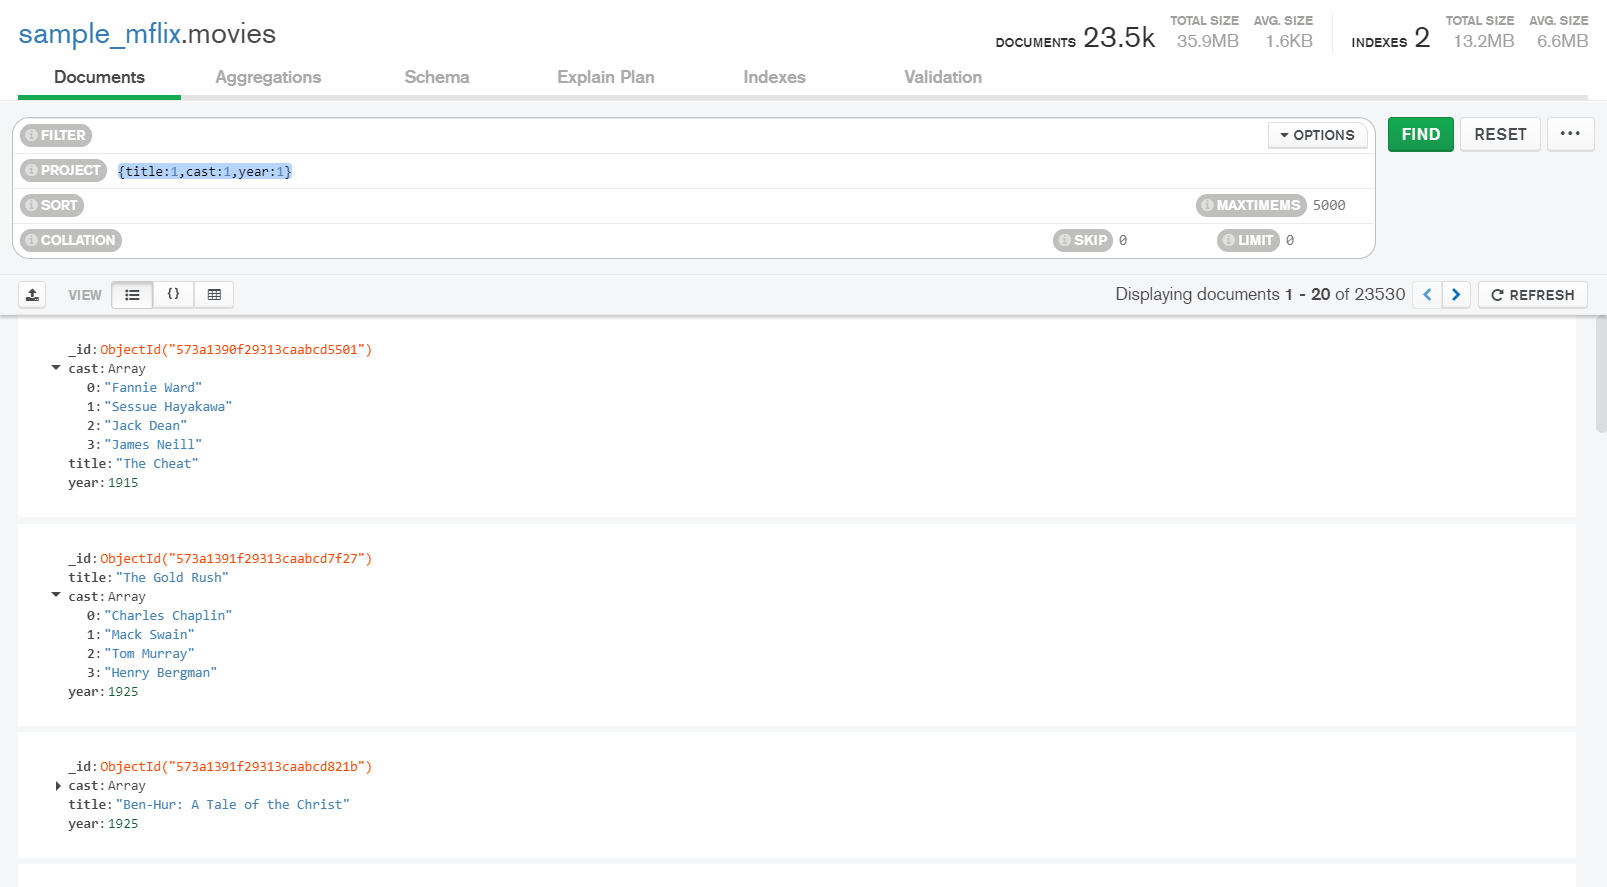 sample_mflix.movies
DOCUMENTS 23.5k TOTAL SIZE 35.9MB AVG. SIZE 1.6KB INDEXES 2 TOTAL SIZE 13.2MB AVG. SIZE 6.6MB
Documents Aggregations Schema Explain Plan Indexes Validation
FILTER OPTIONS FIND RESET ...
PROJECT {title:1,cast:1,year:1}
SORT MAXTIMEMS 5000
COLLATION SKIP 0 LIMIT 0
VIEW {} Displaying documents 1 - 20 of 23530 < > REFRESH
_id:ObjectId("573a1390f29313caabcd5501")
cast:Array
0:"Fannie Ward"
1:"Sessue Hayakawa"
2:"Jack Dean"
3:"James Neill"
title:"The Cheat"
year:1915
_id:ObjectId("573a1391f29313caabcd7f27")
title:"The Gold Rush"
cast:Array
0:"Charles Chaplin"
1:"Mack Swain"
2:"Tom Murray"
3:"Henry Bergman"
year:1925
_id:ObjectId("573a1391f29313caabcd821b")
cast:Array
title:"Ben-Hur: A Tale of the Christ"
year:1925